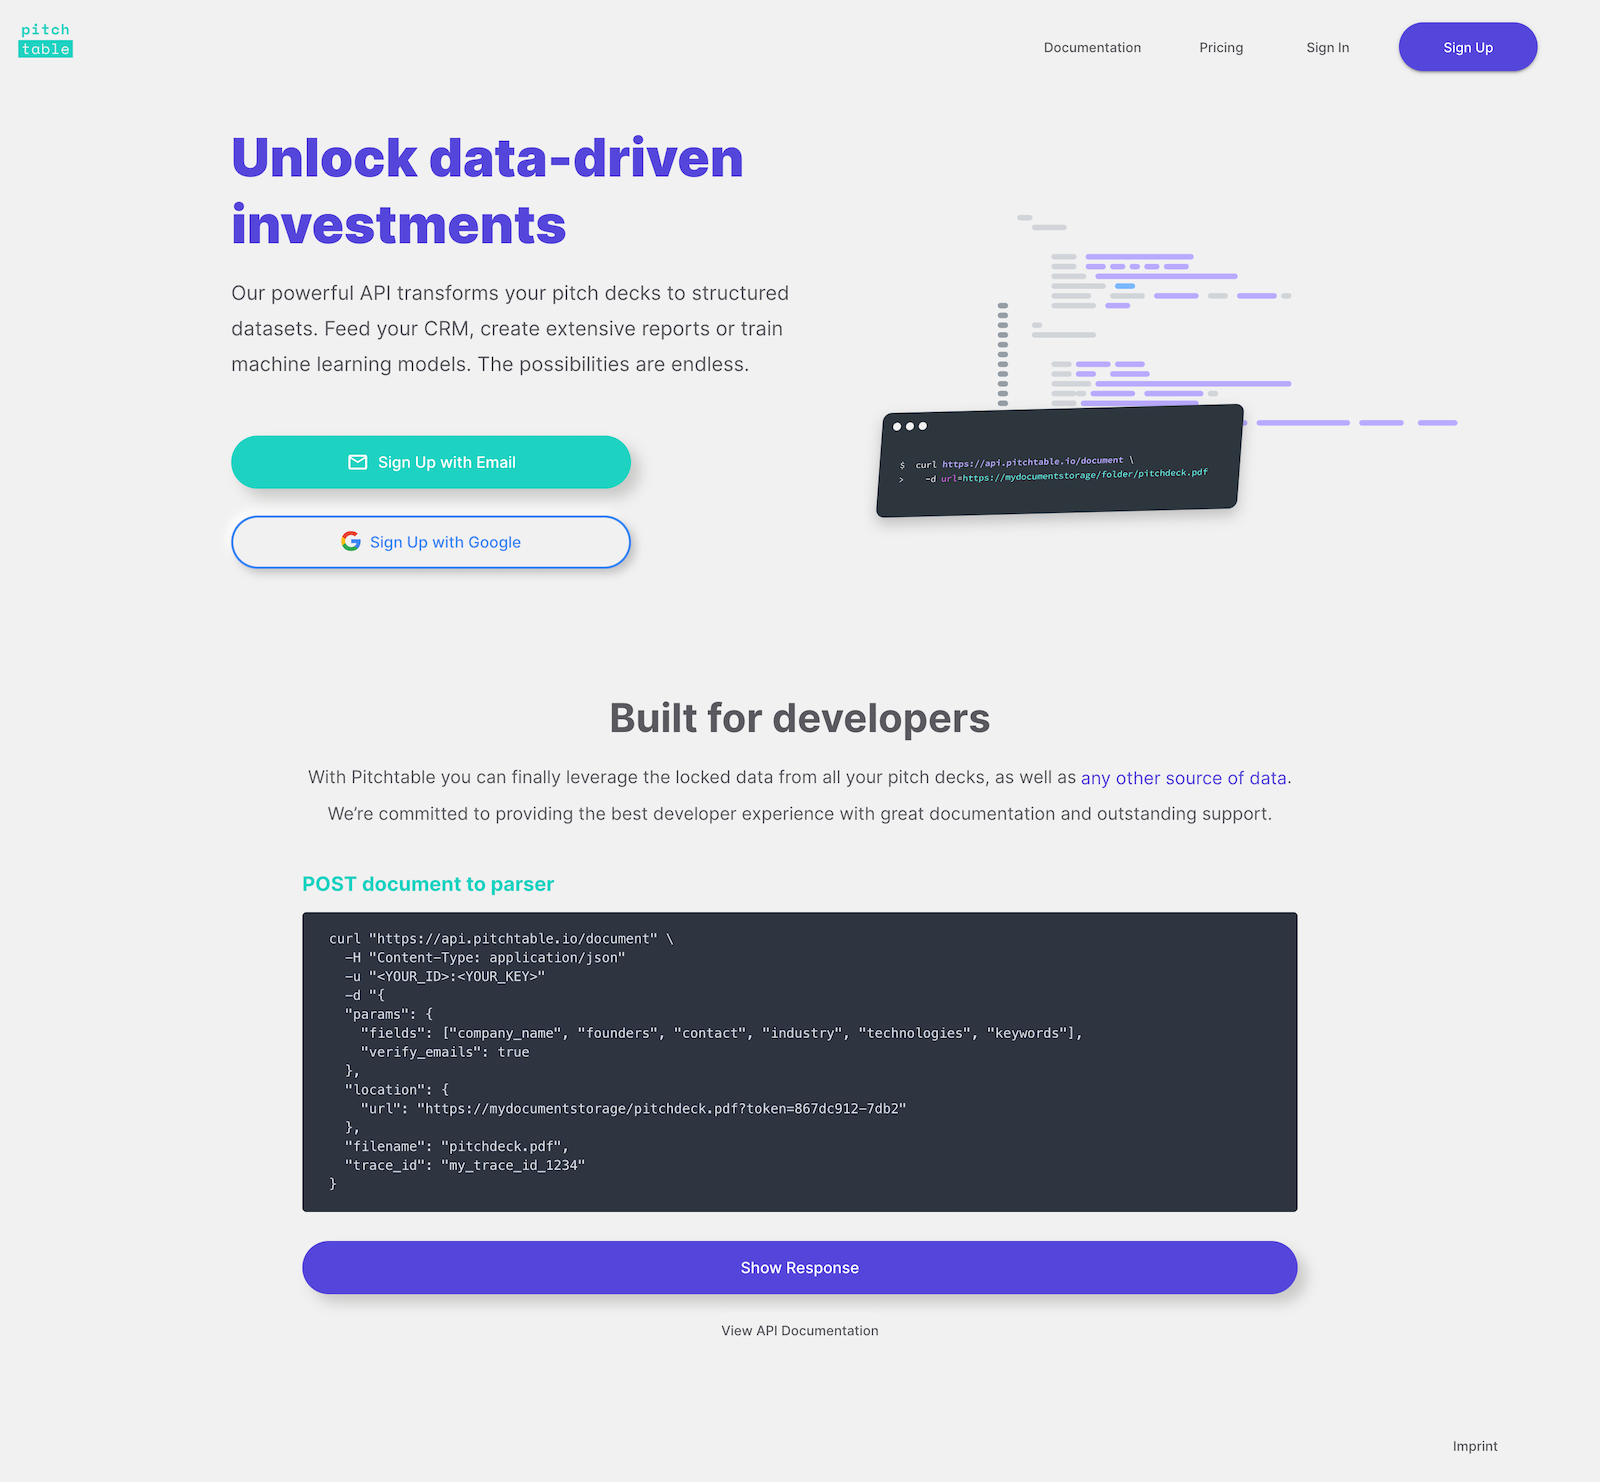 pitch
table
Documentation
Pricing
Sign In
Sign Up
Unlock data-driven
investments
Our powerful API transforms your pitch decks to structured
datasets. Feed your CRM, create extensive reports or train
machine learning models. The possibilities are endless.
Sign Up with Email
Sign Up with Google
$ curl https://api.pitchtable.io/document \
> -d url=https://mydocumentstorage/folder/pitchdeck.pdf
Built for developers
With Pitchtable you can finally leverage the locked data from all your pitch decks, as well as any other source of data.
We’re committed to providing the best developer experience with great documentation and outstanding support.
POST document to parser
curl "https://api.pitchtable.io/document" \
  -H "Content-Type: application/json"
  -u "<YOUR_ID>:<YOUR_KEY>"
  -d "{
  "params": {
    "fields": ["company_name", "founders", "contact", "industry", "technologies", "keywords"],
    "verify_emails": true
  },
  "location": {
    "url": "https://mydocumentstorage/pitchdeck.pdf?token=867dc912-7db2"
  },
  "filename": "pitchdeck.pdf",
  "trace_id": "my_trace_id_1234"
}
Show Response
View API Documentation
Imprint